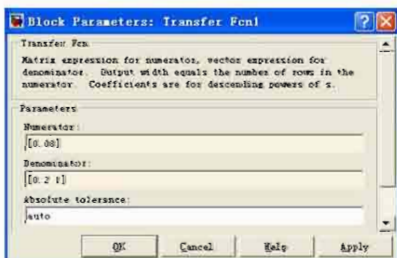 Block Parameters: Transfer Fcn1
Transfer Fcn
Matrix expression for numerator, vector expression for
denominator. Output width equals the number of rows in the
numerator. Coefficients are for descending powers of s.
Parameters
Numerator:
[0.08]
Denominator:
[0.2 1]
Absolute tolerance:
auto
OK
Cancel
Help
Apply